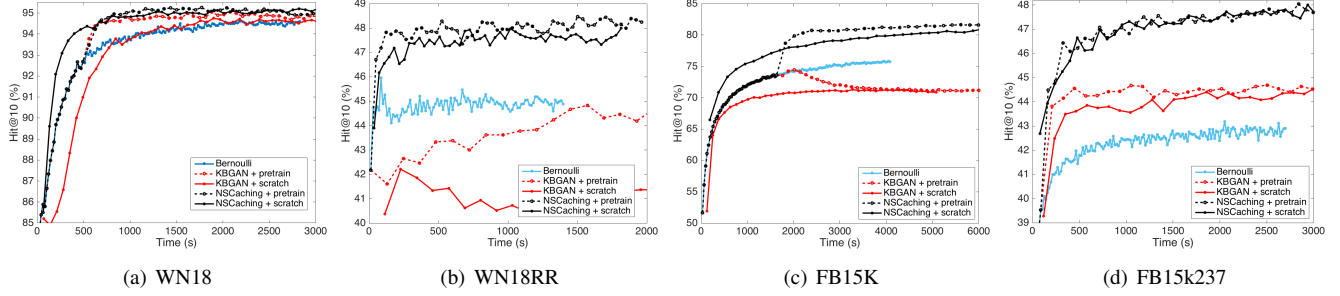 95
94
93
92
91
90
89
88
87
86
85
Hit@10 (%)
0
500
1000
1500
2000
2500
3000
Time (s)
Bernoulli
KBGAN + pretrain
KBGAN + scratch
NSCaching + pretrain
NSCaching + scratch
(a) WN18
49
48
47
46
45
44
43
42
41
40
Hit@10 (%)
0
500
1000
1500
2000
Time (s)
Bernoulli
KBGAN + pretrain
KBGAN + scratch
NSCaching + pretrain
NSCaching + scratch
(b) WN18RR
85
80
75
70
65
60
55
50
Hit@10 (%)
0
1000
2000
3000
4000
5000
6000
Time (s)
Bernoulli
KBGAN + pretrain
KBGAN + scratch
NSCaching + pretrain
NSCaching + scratch
(c) FB15K
48
47
46
45
44
43
42
41
40
39
Hit@10 (%)
0
500
1000
1500
2000
2500
3000
Time (s)
Bernoulli
KBGAN + pretrain
KBGAN + scratch
NSCaching + pretrain
NSCaching + scratch
(d) FB15k237